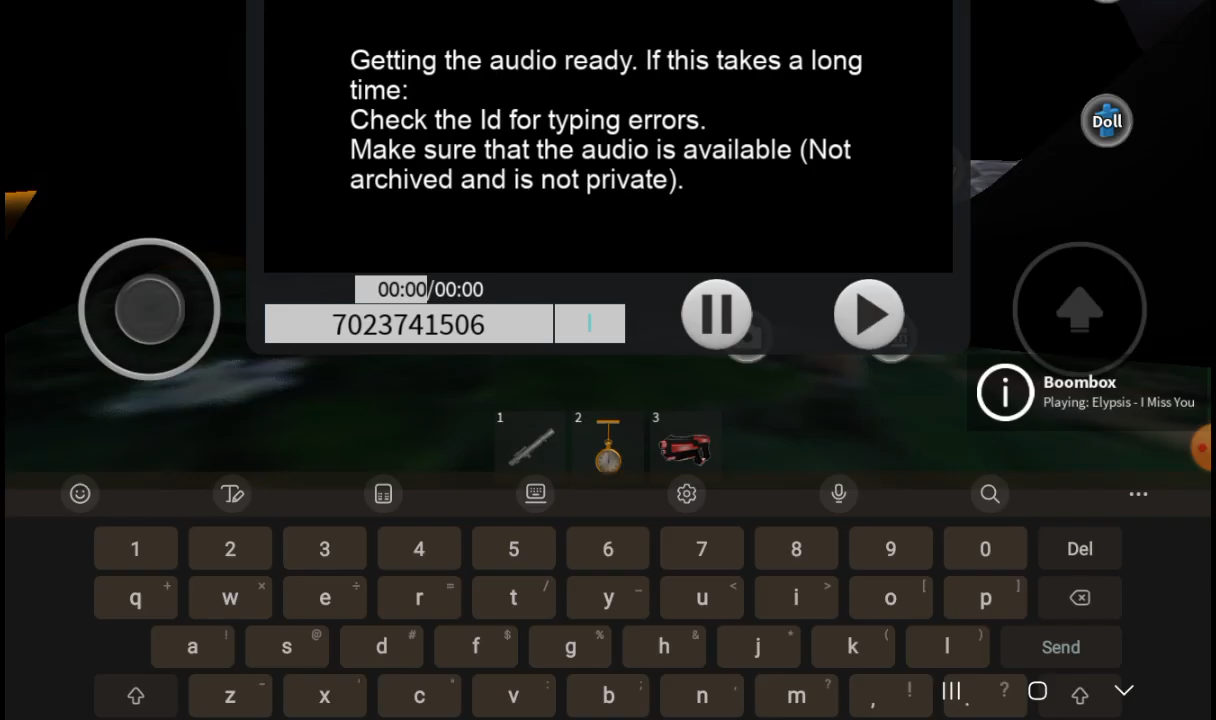 Getting the audio ready. If this takes a long
time:
Check the Id for typing errors.
Make sure that the audio is available (Not
archived and is not private).
Doll
00:00/00:00
7023741506
Boombox
Playing: Elypsis - I Miss You
1 2 3
1 2 3 4 5 6 7 8 9 0 Del
q + w × e ÷ r = t / y _ u < i > o [ p ]
a ! s @ d # f $ g % h & j * k ( l ) Send
z - x ' c " v : b ; n , m ? , ! . ?